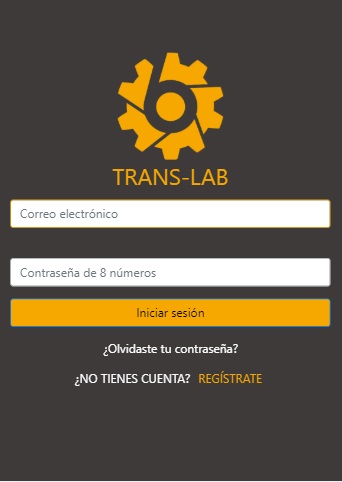 TRANS-LAB
Correo electrónico
Contraseña de 8 números
Iniciar sesión
¿Olvidaste tu contraseña?
¿NO TIENES CUENTA? REGÍSTRATE